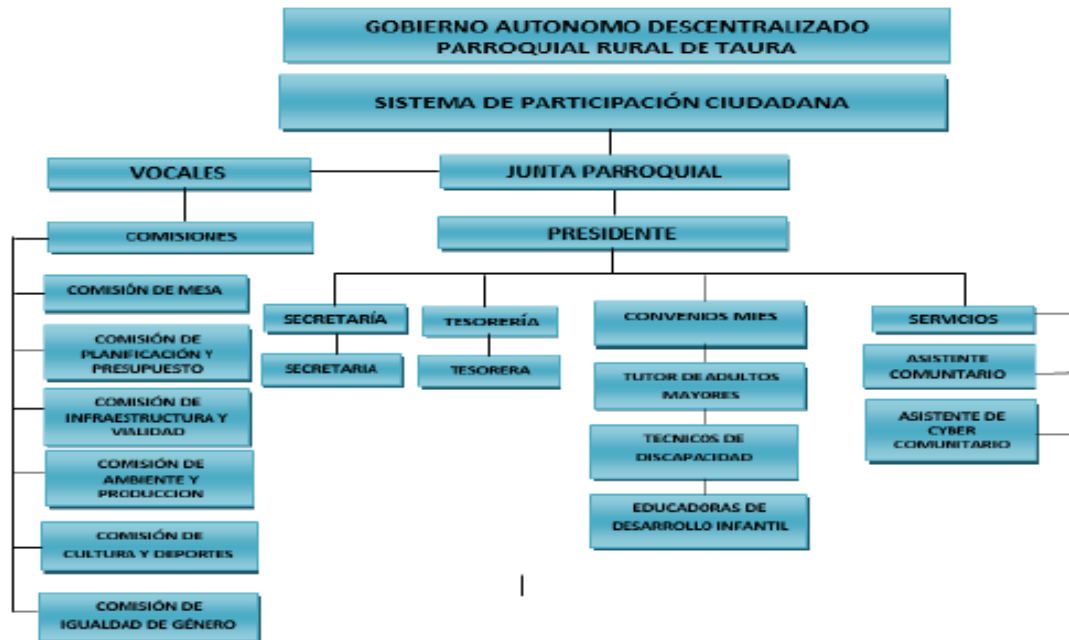 GOBIERNO AUTONOMO DESCENTRALIZADO
PARROQUIAL RURAL DE TAURA
SISTEMA DE PARTICIPACIÓN CIUDADANA
VOCALES
JUNTA PARROQUIAL
COMISIONES
PRESIDENTE
COMISIÓN DE MESA
COMISIÓN DE
PLANIFICACIÓN Y
PRESUPUESTO
COMISIÓN DE
INFRAESTRUCTURA Y
VIALIDAD
COMISIÓN DE
AMBIENTE Y
PRODUCCION
COMISIÓN DE
CULTURA Y DEPORTES
COMISIÓN DE
IGUALDAD DE GÉNERO
SECRETARÍA
SECRETARIA
TESORERÍA
TESORERA
CONVENIOS MIES
TUTOR DE ADULTOS
MAYORES
TECNICOS DE
DISCAPACIDAD
EDUCADORAS DE
DESARROLLO INFANTIL
SERVICIOS
ASISTENTE
COMUNITARIO
ASISTENTE DE
CYBER
COMUNITARIO